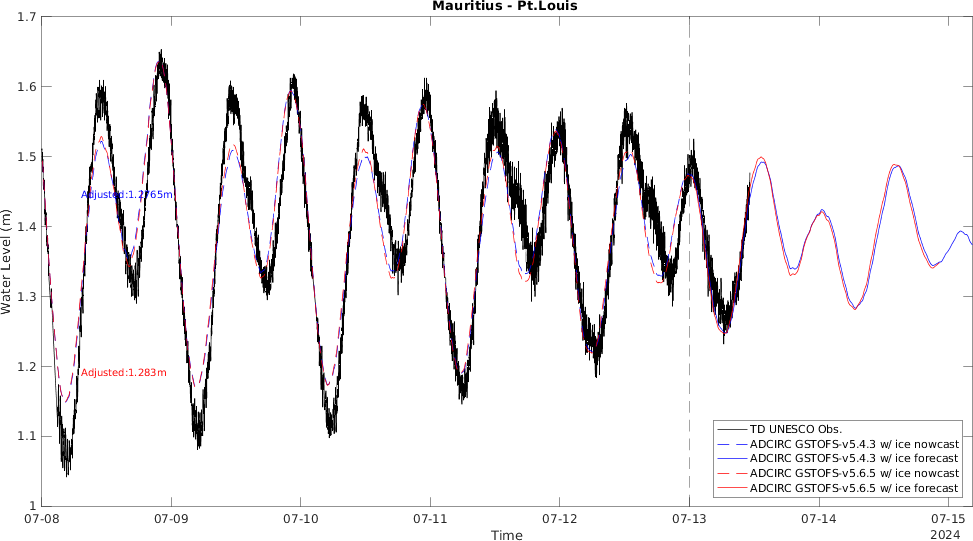 Mauritius - Pt.Louis
1.7
1.6
1.5
1.4
1.3
1.2
1.1
1
Water Level (m)
Adjusted:1.2765m
Adjusted:1.283m
TD UNESCO Obs.
ADCIRC GSTOFS-v5.4.3 w/ ice nowcast
ADCIRC GSTOFS-v5.4.3 w/ ice forecast
ADCIRC GSTOFS-v5.6.5 w/ ice nowcast
ADCIRC GSTOFS-v5.6.5 w/ ice forecast
07-08 07-09 07-10 07-11 07-12 07-13 07-14 07-15
Time
2024